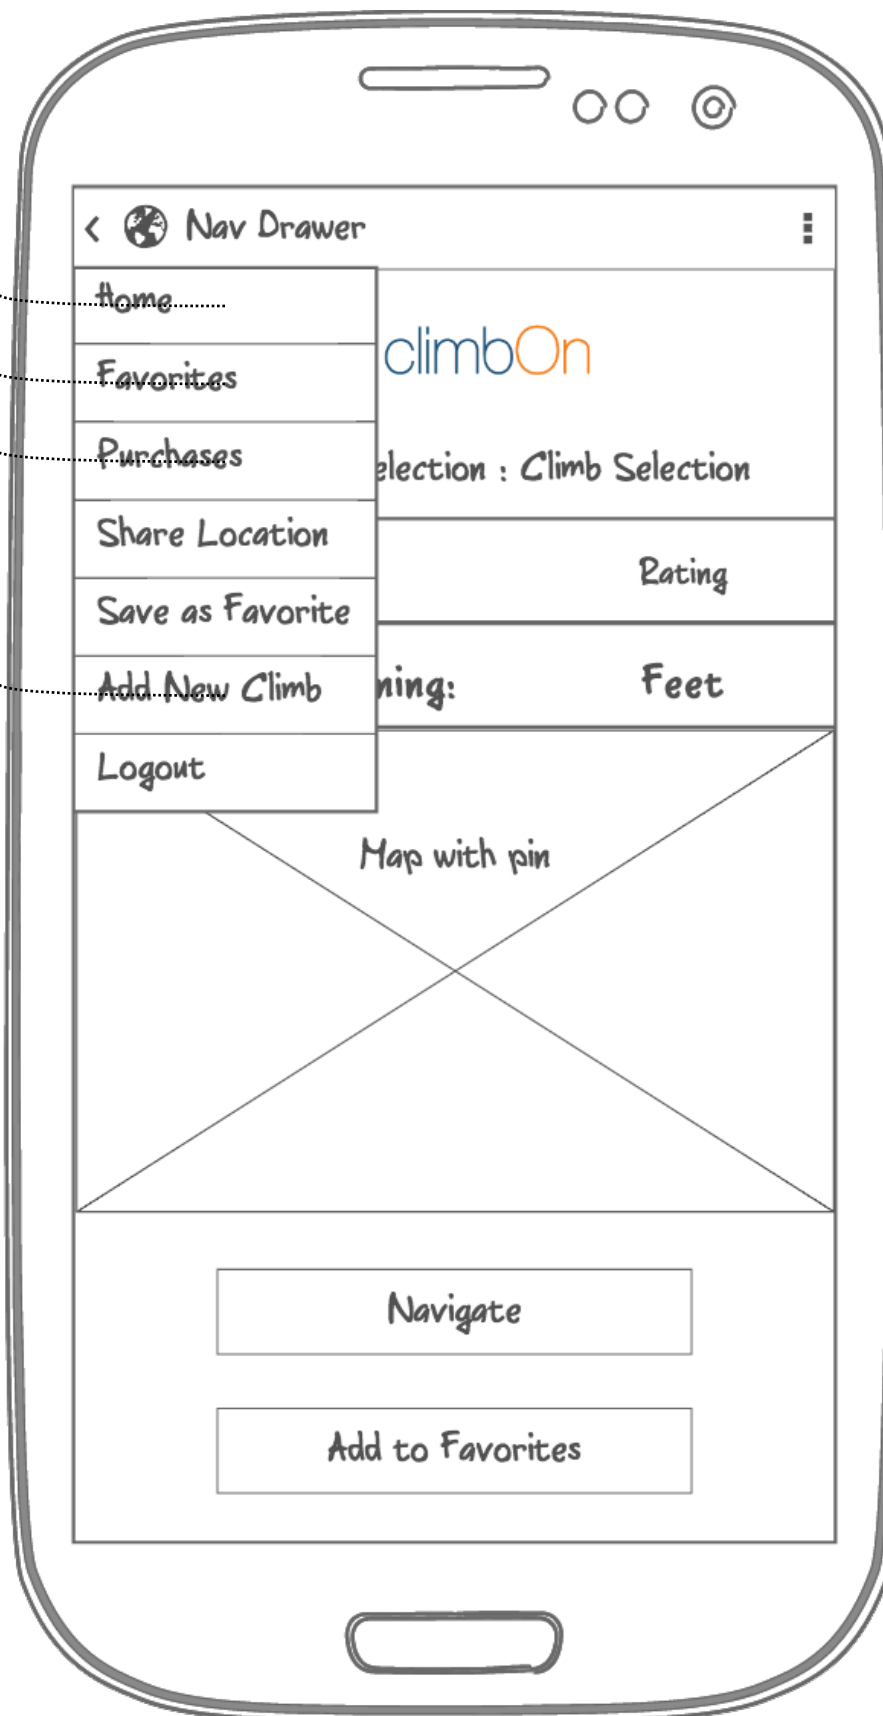 Nav Drawer
Home
climbOn
Favorites
Purchases
election : Climb Selection
Share Location
Rating
Save as Favorite
Add New Climb
ning: Feet
Logout
Map with pin
Navigate
Add to Favorites